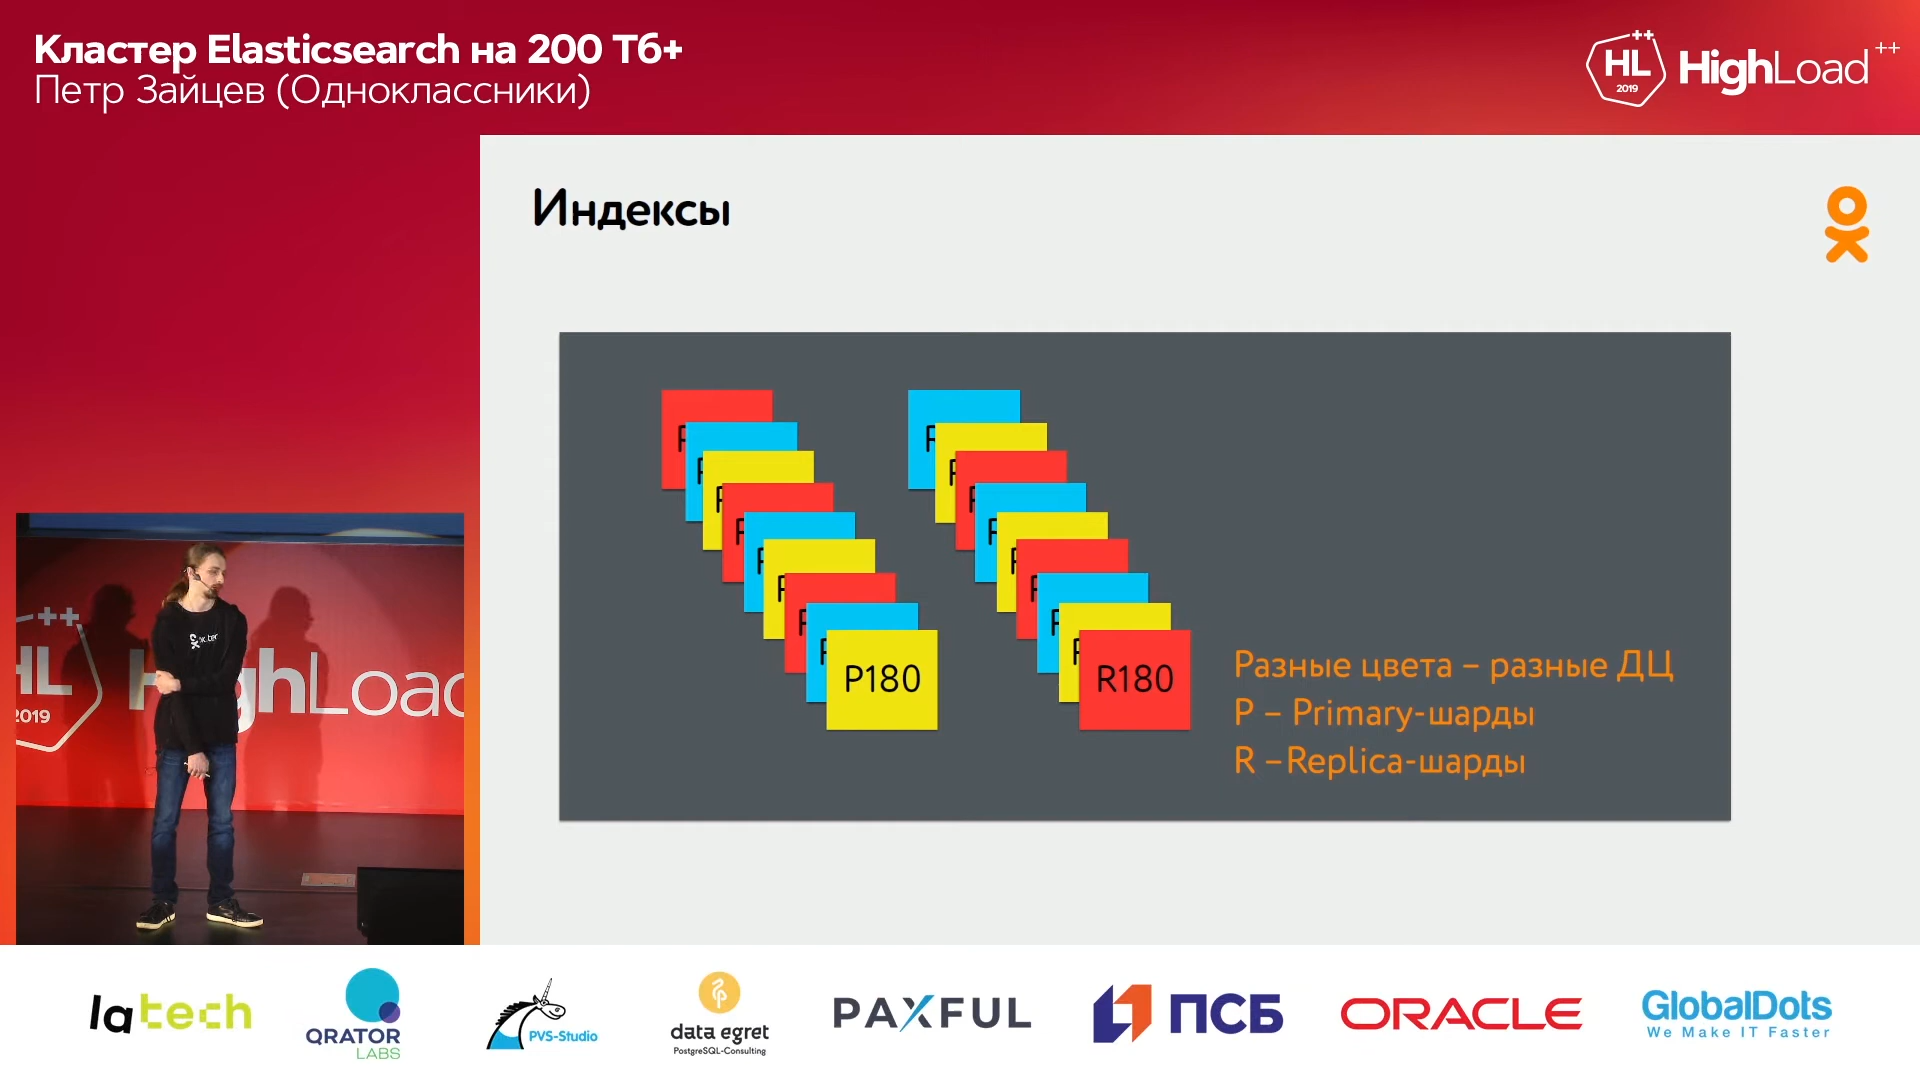 Кластер Elasticsearch на 200 Тб+
Петр Зайцев (Одноклассники)
HL++
2019
HighLoad++
Индексы
P180
R180
Разные цвета – разные ДЦ
P – Primary-шарды
R –Replica-шарды
++
HL
2019
HighLoad
latech
QRATOR
LABS
PVS-Studio
data egret
PostgreSQL-Consulting
PAXFUL
ПСБ
ORACLE
GlobalDots
We Make IT Faster